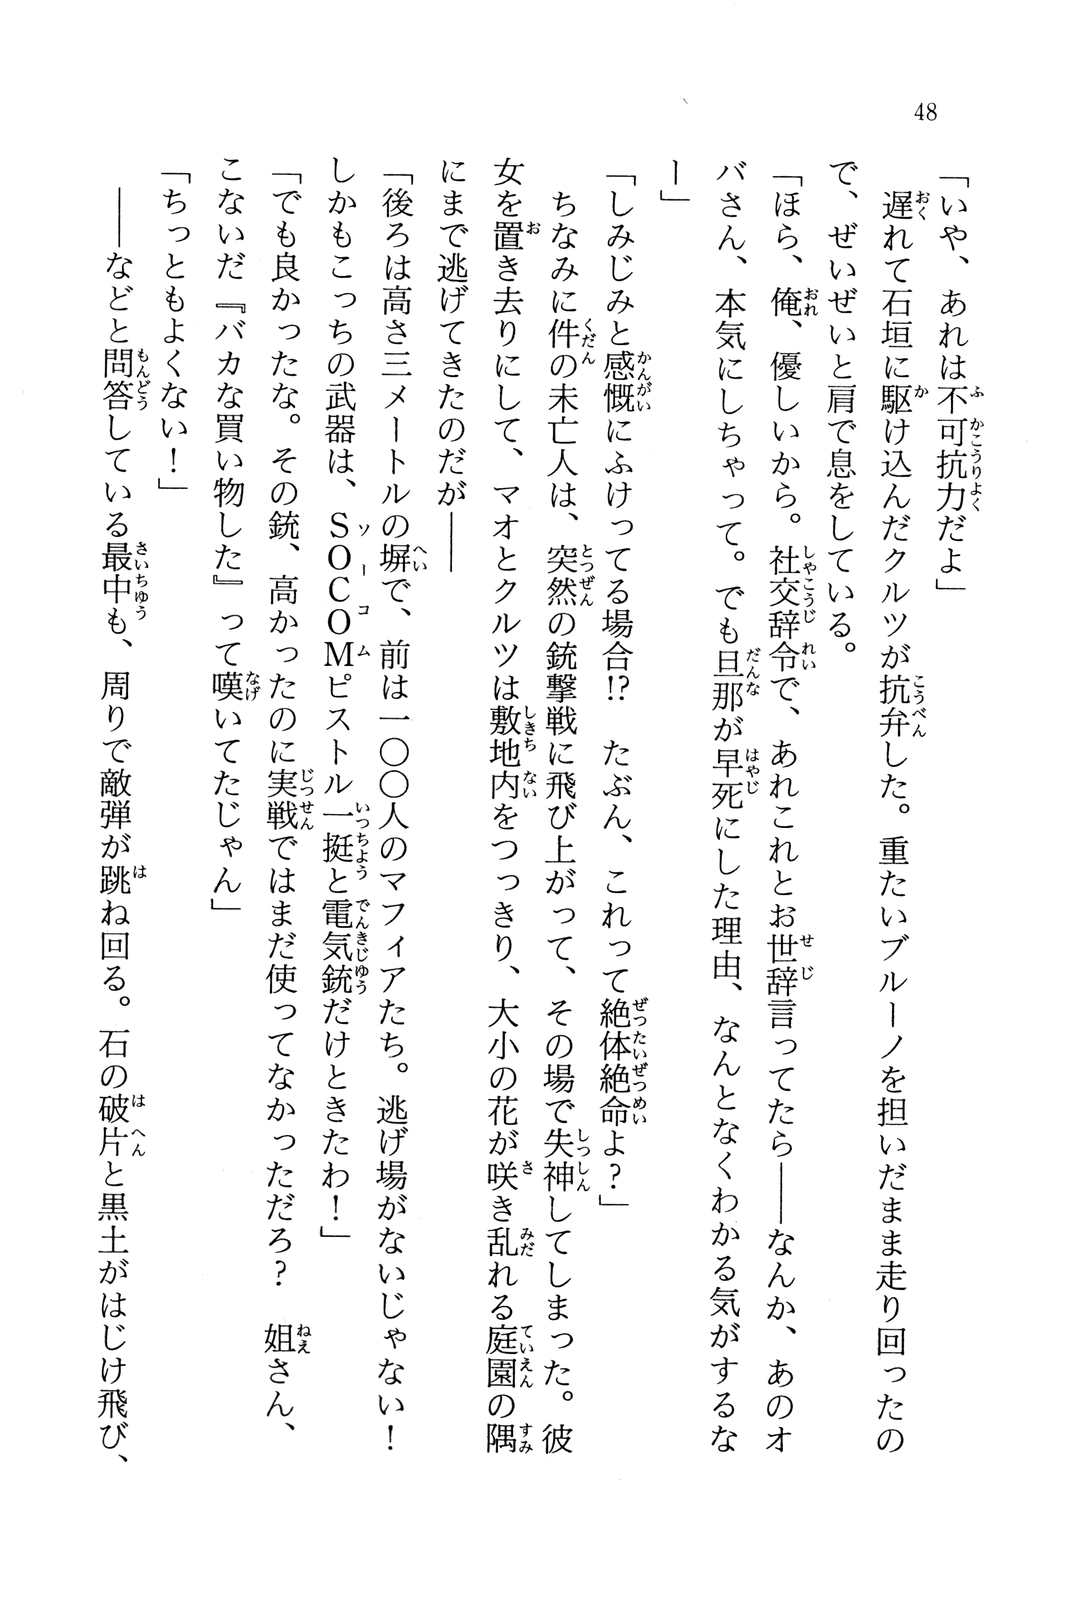 48
「いや、あれは不可抗力だよ」
　遅れて石垣に駆け込んだクルツが抗弁した。重たいブルーノを担いだまま走り回ったの
で、ぜいぜいと肩で息をしている。
「ほら、俺、優しいから。社交辞令で、あれこれとお世辞言ってたら――なんか、あのオ
バさん、本気にしちゃって。でも旦那が早死にした理由、なんとなくわかる気がするな
ー」
「しみじみと感慨にふけってる場合!?　たぶん、これって絶体絶命よ？」
　ちなみに件の未亡人は、突然の銃撃戦に飛び上がって、その場で失神してしまった。彼
女を置き去りにして、マオとクルツは敷地内をつっきり、大小の花が咲き乱れる庭園の隅
にまで逃げてきたのだが――
「後ろは高さ三メートルの塀で、前は一〇〇人のマフィアたち。逃げ場がないじゃない！
しかもこっちの武器は、ＳＯＣＯＭピストル一挺と電気銃だけときたわ！」
「でも良かったな。その銃、高かったのに実戦ではまだ使ってなかっただろ？　姐さん、
こないだ『バカな買い物した』って嘆いてたじゃん」
「ちっともよくない！」
　――などと問答している最中も、周りで敵弾が跳ね回る。石の破片と黒土がはじけ飛び、